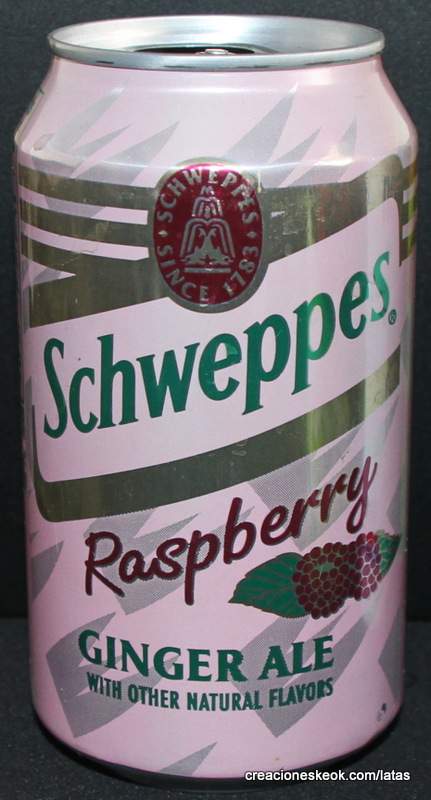 SCHWEPPES
SINCE 1783
Schweppes®
Raspberry
GINGER ALE
WITH OTHER NATURAL FLAVORS
creacioneskeok.com/latas